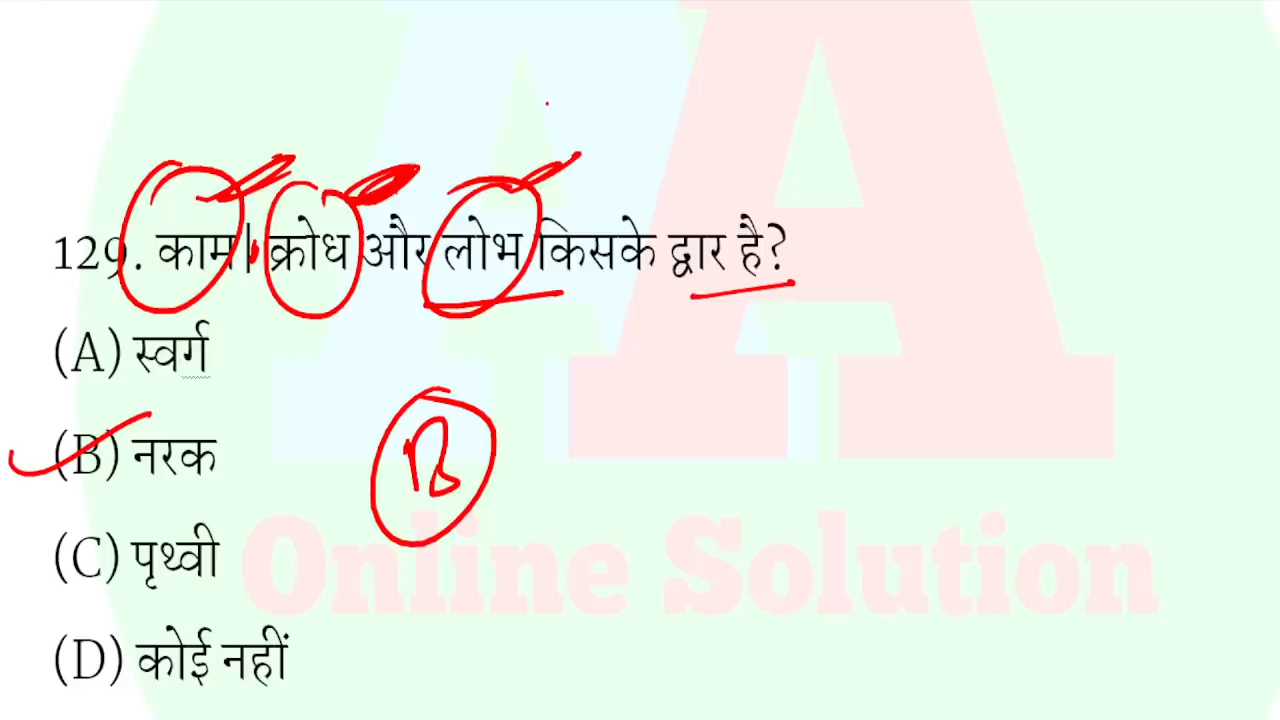 129. काम। क्रोध और लोभ किसके द्वार है?
(A) स्वर्ग
(B) नरक
B
(C) पृथ्वी
(D) कोई नहीं
AA
Online Solution